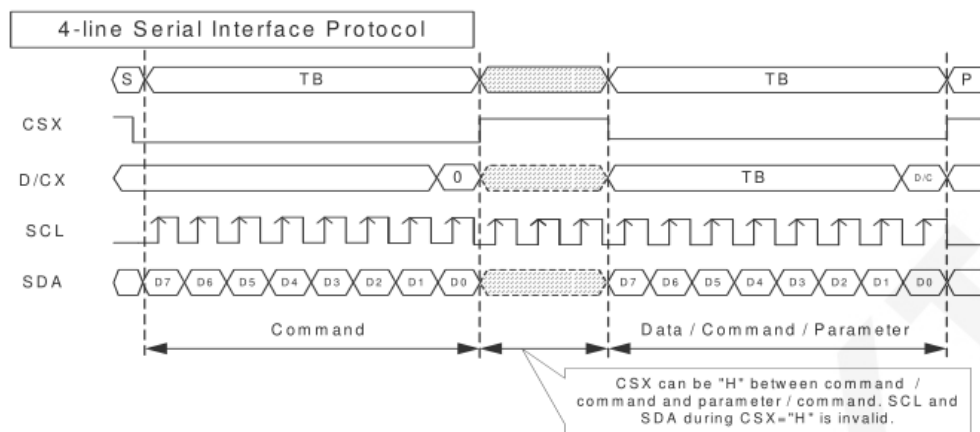 4-line Serial Interface Protocol
S TB TB P
CSX
D/CX 0 TB D/C
SCL
SDA D7 D6 D5 D4 D3 D2 D1 D0 D7 D6 D5 D4 D3 D2 D1 D0
Command Data / Command / Parameter
CSX can be "H" between command /
command and parameter / command. SCL and
SDA during CSX="H" is invalid.